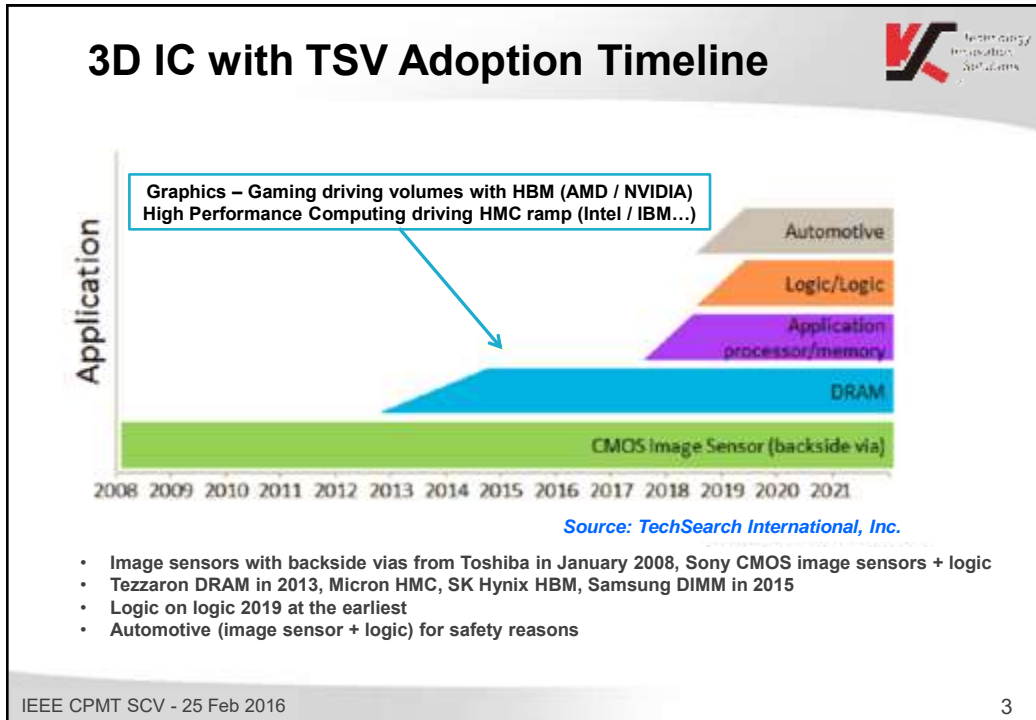 3D IC with TSV Adoption Timeline
Technology
Innovation
Solutions
Graphics – Gaming driving volumes with HBM (AMD / NVIDIA)
High Performance Computing driving HMC ramp (Intel / IBM…)
Application
Automotive
Logic/Logic
Application
processor/memory
DRAM
CMOS Image Sensor (backside via)
2008 2009 2010 2011 2012 2013 2014 2015 2016 2017 2018 2019 2020 2021
Source: TechSearch International, Inc.
• Image sensors with backside vias from Toshiba in January 2008, Sony CMOS image sensors + logic
• Tezzaron DRAM in 2013, Micron HMC, SK Hynix HBM, Samsung DIMM in 2015
• Logic on logic 2019 at the earliest
• Automotive (image sensor + logic) for safety reasons
IEEE CPMT SCV - 25 Feb 2016
3